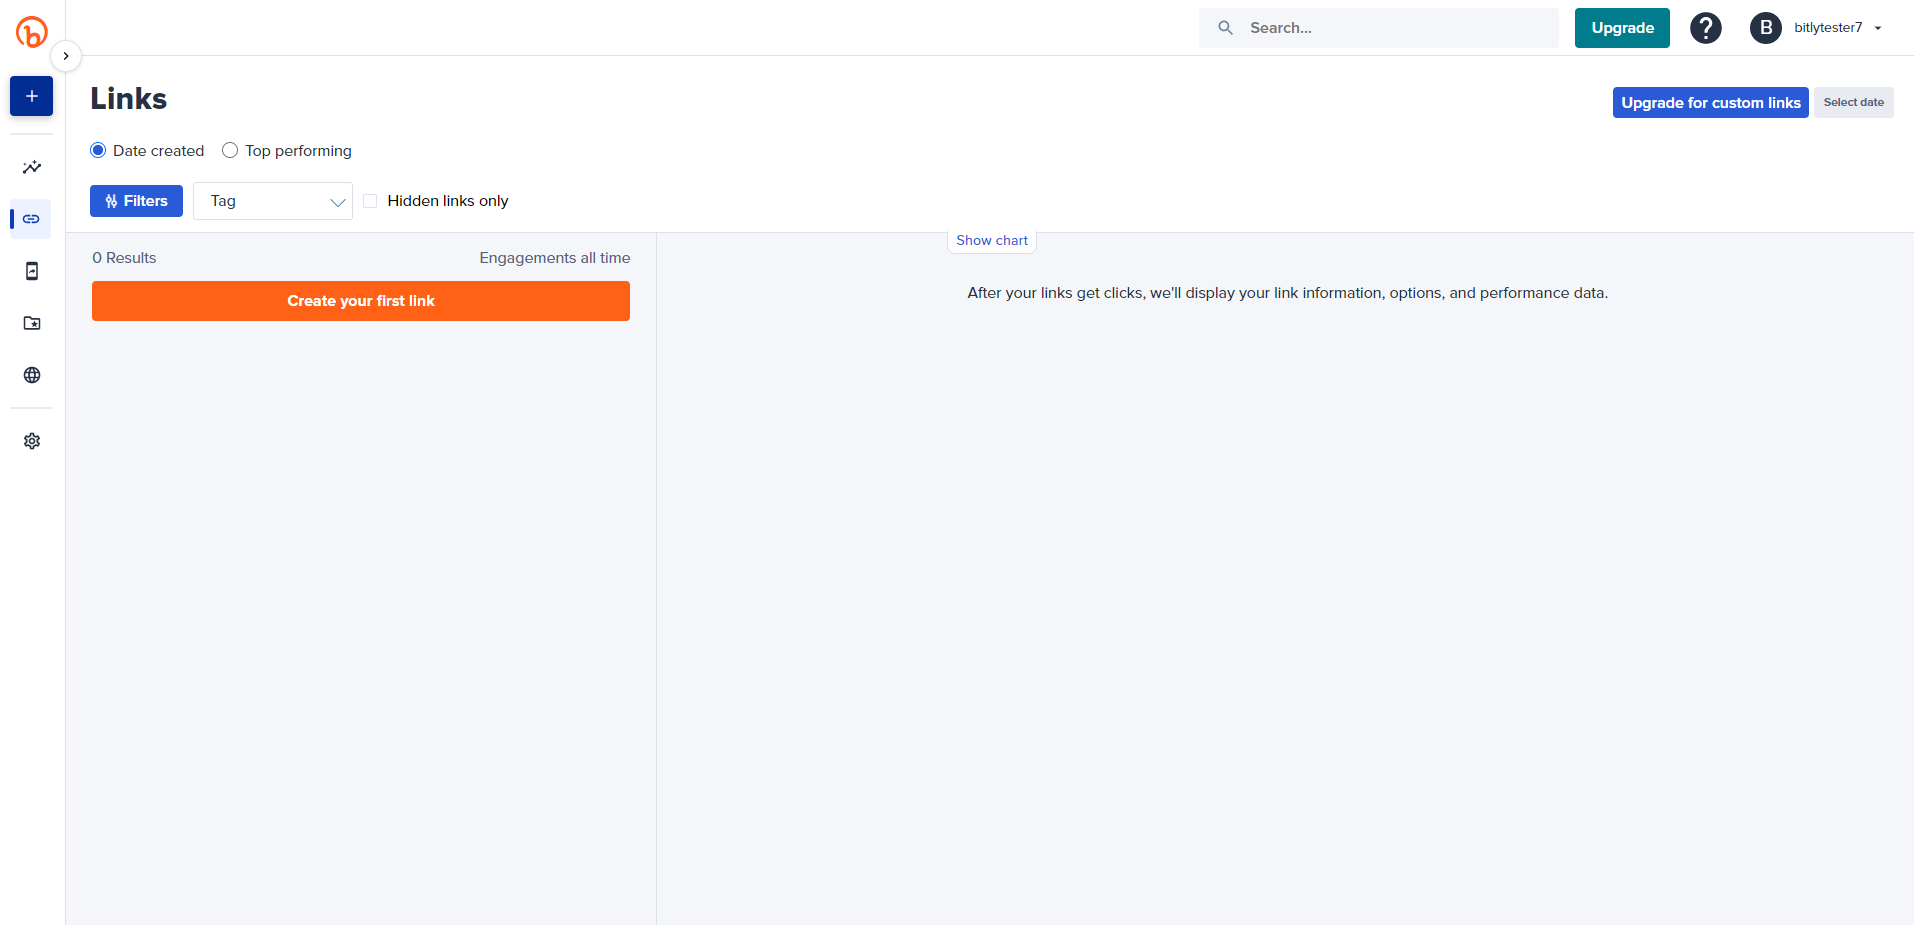 b
Search...
Upgrade
?
B
bitlytester7
+
Links
Upgrade for custom links
Select date
Date created
Top performing
Filters
Tag
Hidden links only
0 Results
Engagements all time
Show chart
Create your first link
After your links get clicks, we'll display your link information, options, and performance data.